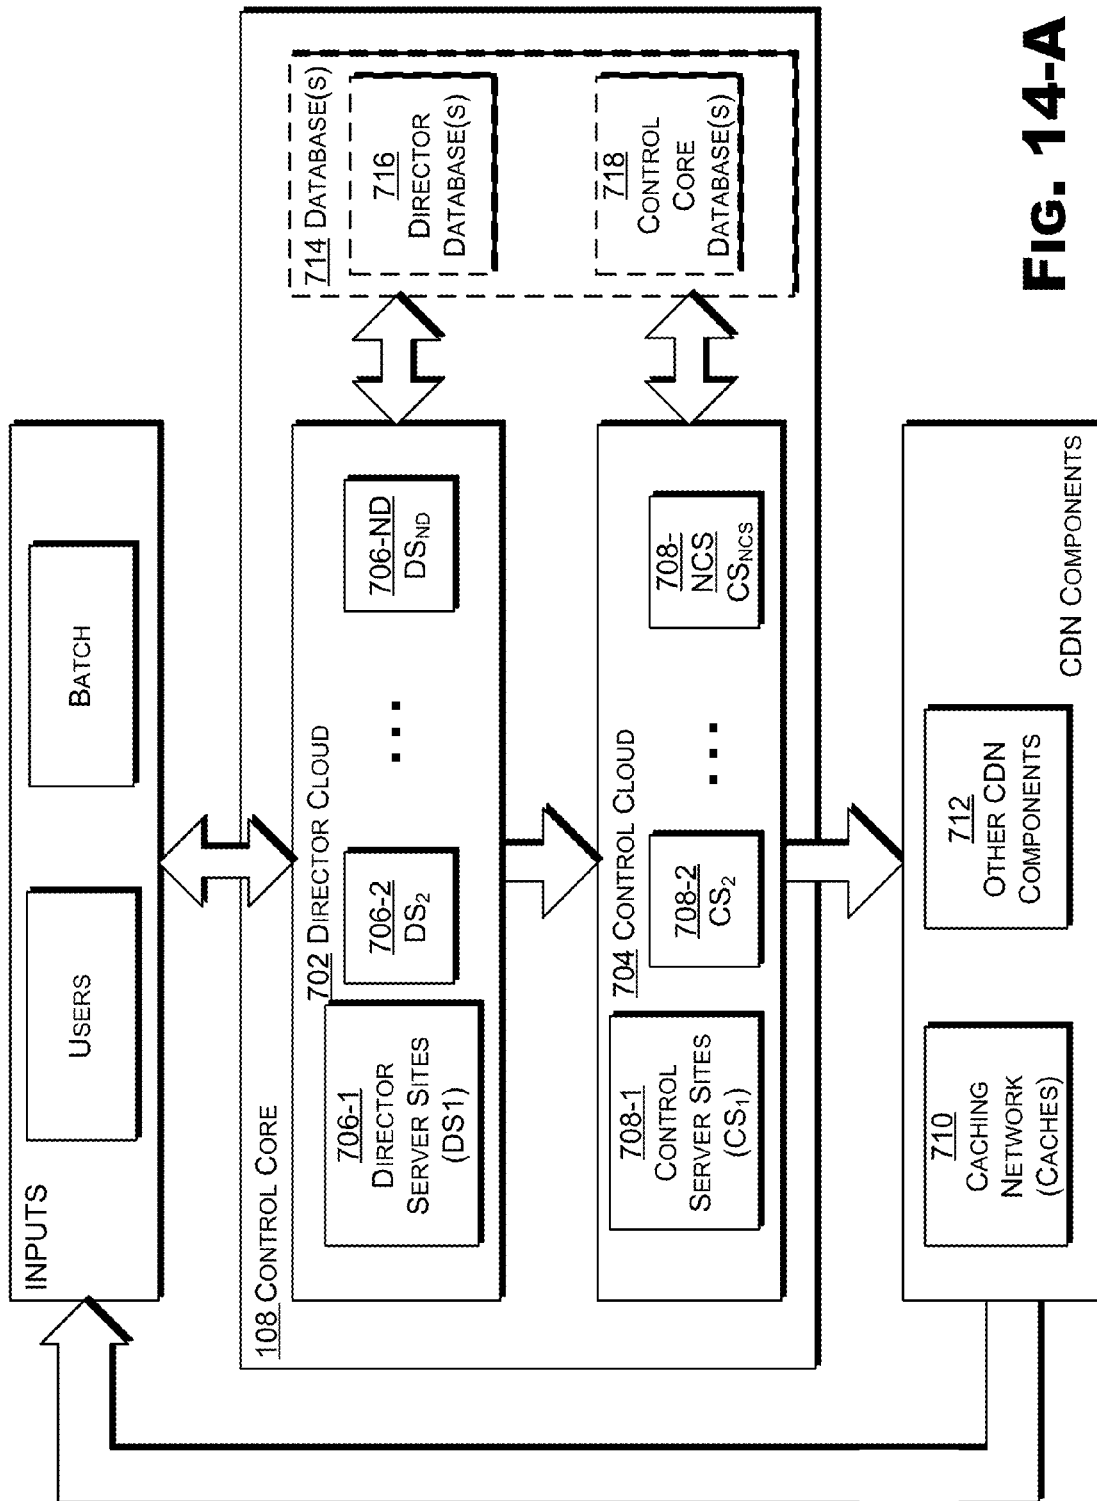 INPUTS
USERS
BATCH
108 CONTROL CORE
702 DIRECTOR CLOUD
706-1
DIRECTOR
SERVER SITES
(DS1)
706-2
DS2
...
706-ND
DSND
704 CONTROL CLOUD
708-1
CONTROL
SERVER SITES
(CS1)
708-2
CS2
...
708-
NCS
CSNCS
714 DATABASE(S)
716
DIRECTOR
DATABASE(S)
718
CONTROL
CORE
DATABASE(S)
710
CACHING
NETWORK
(CACHES)
712
OTHER CDN
COMPONENTS
CDN COMPONENTS
FIG. 14-A